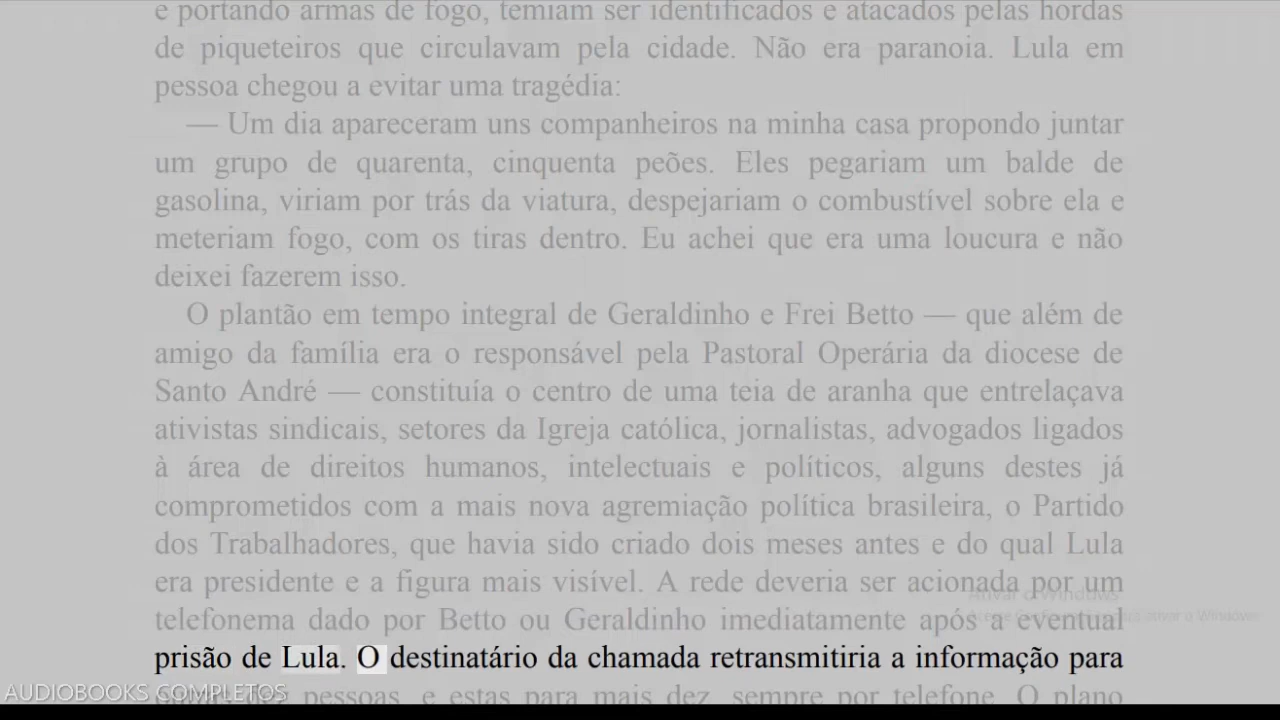 e portando armas de fogo, temiam ser identificados e atacados pelas hordas
de piqueteiros que circulavam pela cidade. Não era paranoia. Lula em
pessoa chegou a evitar uma tragédia:
— Um dia apareceram uns companheiros na minha casa propondo juntar
um grupo de quarenta, cinquenta peões. Eles pegariam um balde de
gasolina, viriam por trás da viatura, despejariam o combustível sobre ela e
meteriam fogo, com os tiras dentro. Eu achei que era uma loucura e não
deixei fazerem isso.
O plantão em tempo integral de Geraldinho e Frei Betto — que além de
amigo da família era o responsável pela Pastoral Operária da diocese de
Santo André — constituía o centro de uma teia de aranha que entrelaçava
ativistas sindicais, setores da Igreja católica, jornalistas, advogados ligados
à área de direitos humanos, intelectuais e políticos, alguns destes já
comprometidos com a mais nova agremiação política brasileira, o Partido
dos Trabalhadores, que havia sido criado dois meses antes e do qual Lula
era presidente e a figura mais visível. A rede deveria ser acionada por um
Ativar o Windows
telefonema dado por Betto ou Geraldinho imediatamente após a eventual
prisão de Lula. O destinatário da chamada retransmitiria a informação para
pessoas, e estas para mais dez, sempre por telefone. O plano
AUDIOBOOKS COMPLETOS